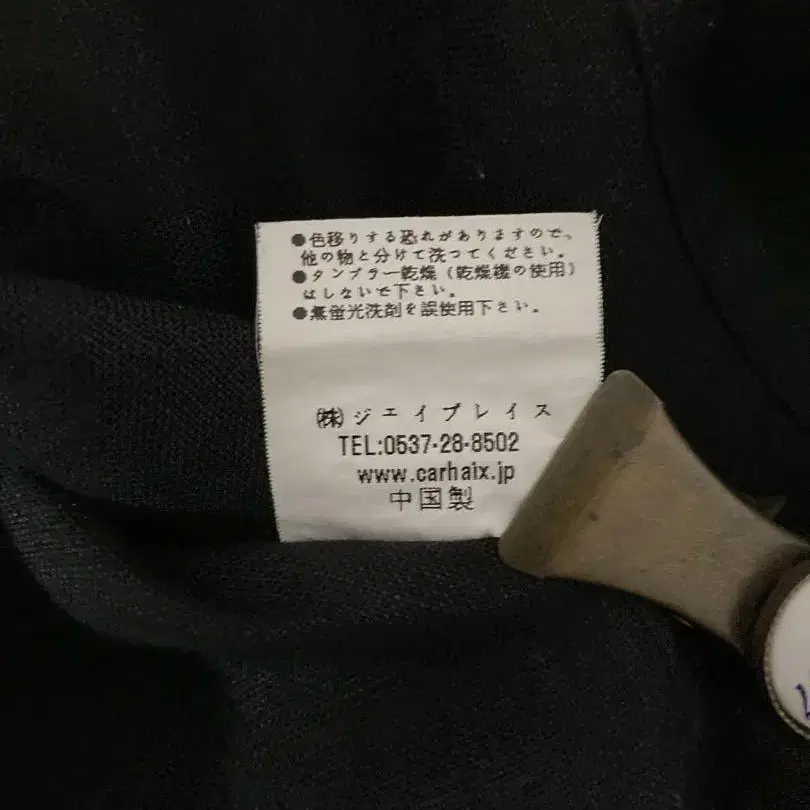 ●色移りする恐れがありますので、
他の物と分けて洗つてください。
●タンブラー乾燥（乾燥機の使用）
はしないで下さい。
●無蛍光洗剤を誤使用下さい。
㈱ジェイプレイス
TEL:0537-28-8502
www.carhaix.jp
中国製